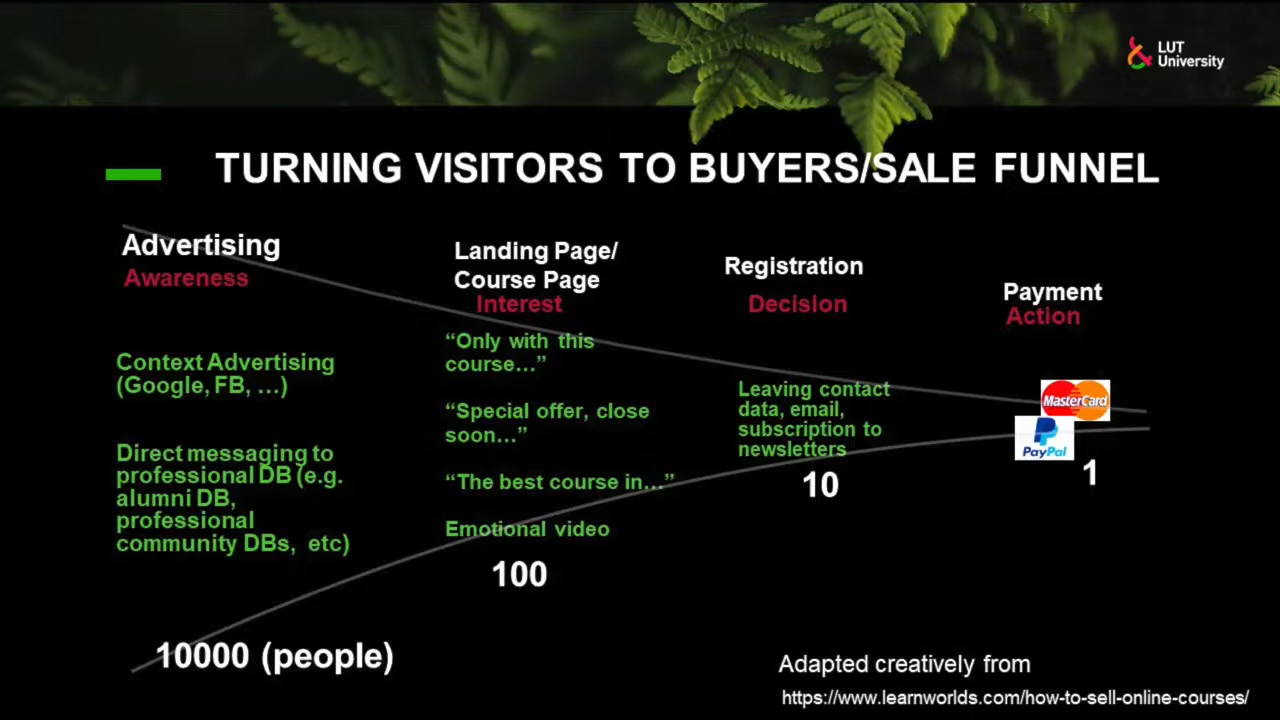 LUT
University
TURNING VISITORS TO BUYERS/SALE FUNNEL
Advertising
Awareness
Context Advertising
(Google, FB, …)
Direct messaging to
professional DB (e.g.
alumni DB,
professional
community DBs, etc)
10000 (people)
Landing Page/
Course Page
Interest
“Only with this
course…”
“Special offer, close
soon…”
“The best course in…”
Emotional video
100
Registration
Decision
Leaving contact
data, email,
subscription to
newsletters
10
Payment
Action
MasterCard
PayPal
1
Adapted creatively from
https://www.learnworlds.com/how-to-sell-online-courses/